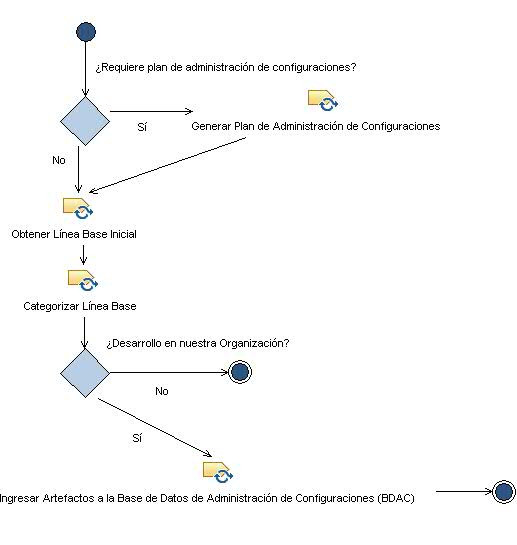 ¿Requiere plan de administración de configuraciones?
Sí
Generar Plan de Administración de Configuraciones
No
Obtener Línea Base Inicial
Categorizar Línea Base
¿Desarrollo en nuestra Organización?
No
Sí
Ingresar Artefactos a la Base de Datos de Administración de Configuraciones (BDAC)